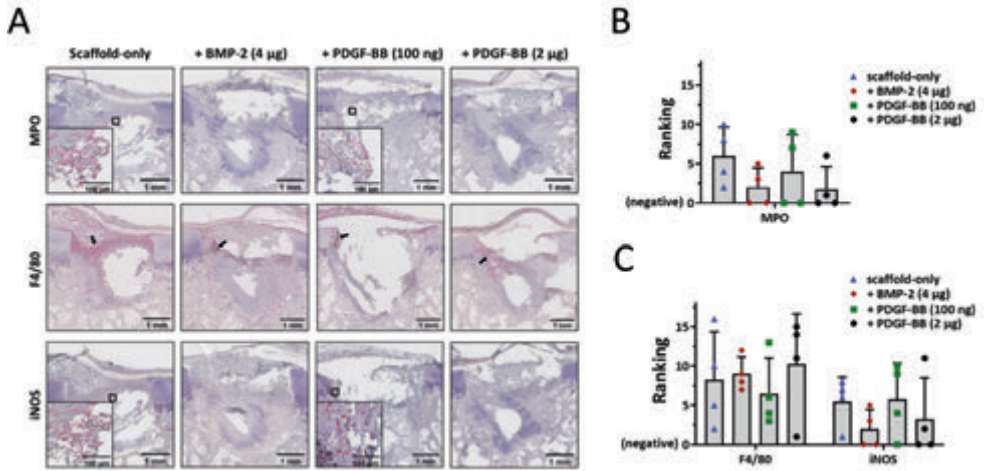 A
Scaffold-only
+ BMP-2 (4 µg)
+ PDGF-BB (100 ng)
+ PDGF-BB (2 µg)
MPO
100 µm
1 mm
1 mm
100 µm
1 mm
1 mm
F4/80
1 mm
1 mm
1 mm
1 mm
iNOS
100 µm
1 mm
1 mm
100 µm
1 mm
1 mm
B
Ranking
15
10
5
0
(negative)
MPO
scaffold-only
+ BMP-2 (4 µg)
+ PDGF-BB (100 ng)
+ PDGF-BB (2 µg)
C
Ranking
15
10
5
0
(negative)
F4/80
iNOS
scaffold-only
+ BMP-2 (4 µg)
+ PDGF-BB (100 ng)
+ PDGF-BB (2 µg)